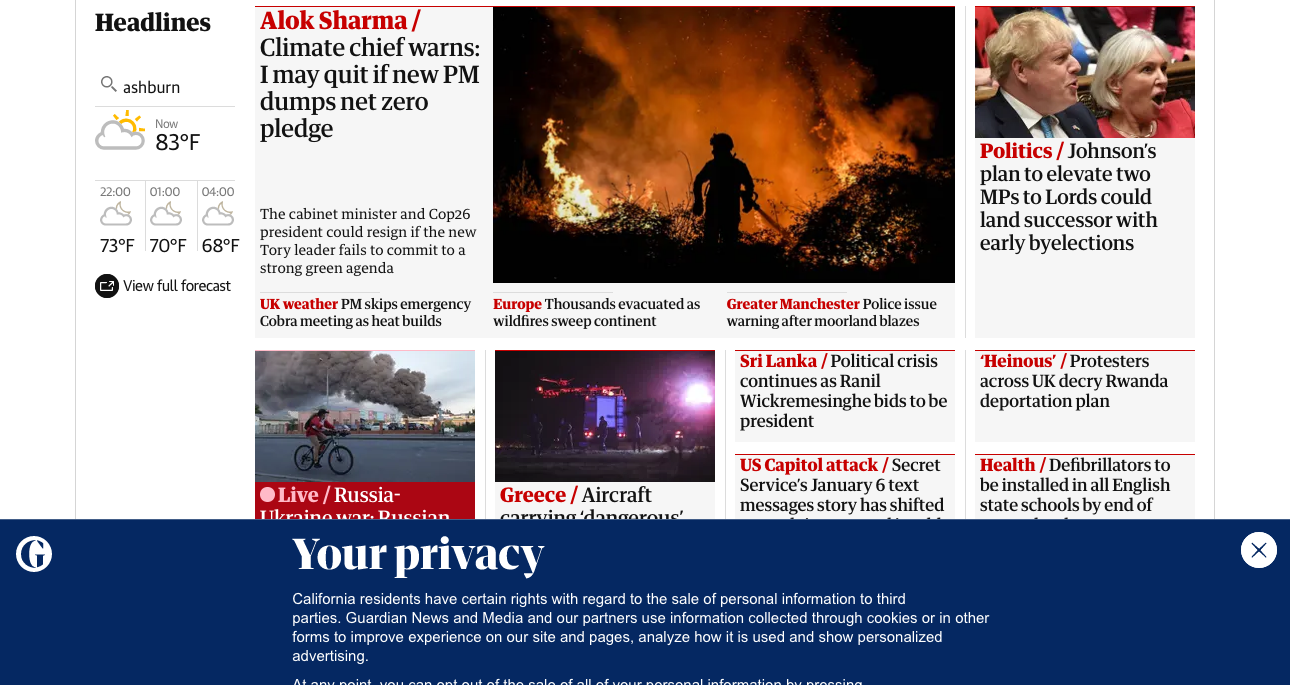 Headlines
ashburn
Now
83°F
22:00
01:00
04:00
73°F
70°F
68°F
View full forecast
Alok Sharma /
Climate chief warns:
I may quit if new PM
dumps net zero
pledge
The cabinet minister and Cop26
president could resign if the new
Tory leader fails to commit to a
strong green agenda
UK weather PM skips emergency
Cobra meeting as heat builds
Europe Thousands evacuated as
wildfires sweep continent
Greater Manchester Police issue
warning after moorland blazes
Politics / Johnson’s
plan to elevate two
MPs to Lords could
land successor with
early byelections
Live / Russia-
Ukraine war: Russian
Greece / Aircraft
carrying ‘dangerous’
Sri Lanka / Political crisis
continues as Ranil
Wickremesinghe bids to be
president
‘Heinous’ / Protesters
across UK decry Rwanda
deportation plan
US Capitol attack / Secret
Service’s January 6 text
messages story has shifted
Health / Defibrillators to
be installed in all English
state schools by end of
Your privacy
California residents have certain rights with regard to the sale of personal information to third
parties. Guardian News and Media and our partners use information collected through cookies or in other
forms to improve experience on our site and pages, analyze how it is used and show personalized
advertising.
At any point, you can opt out of the sale of all of your personal information by pressing